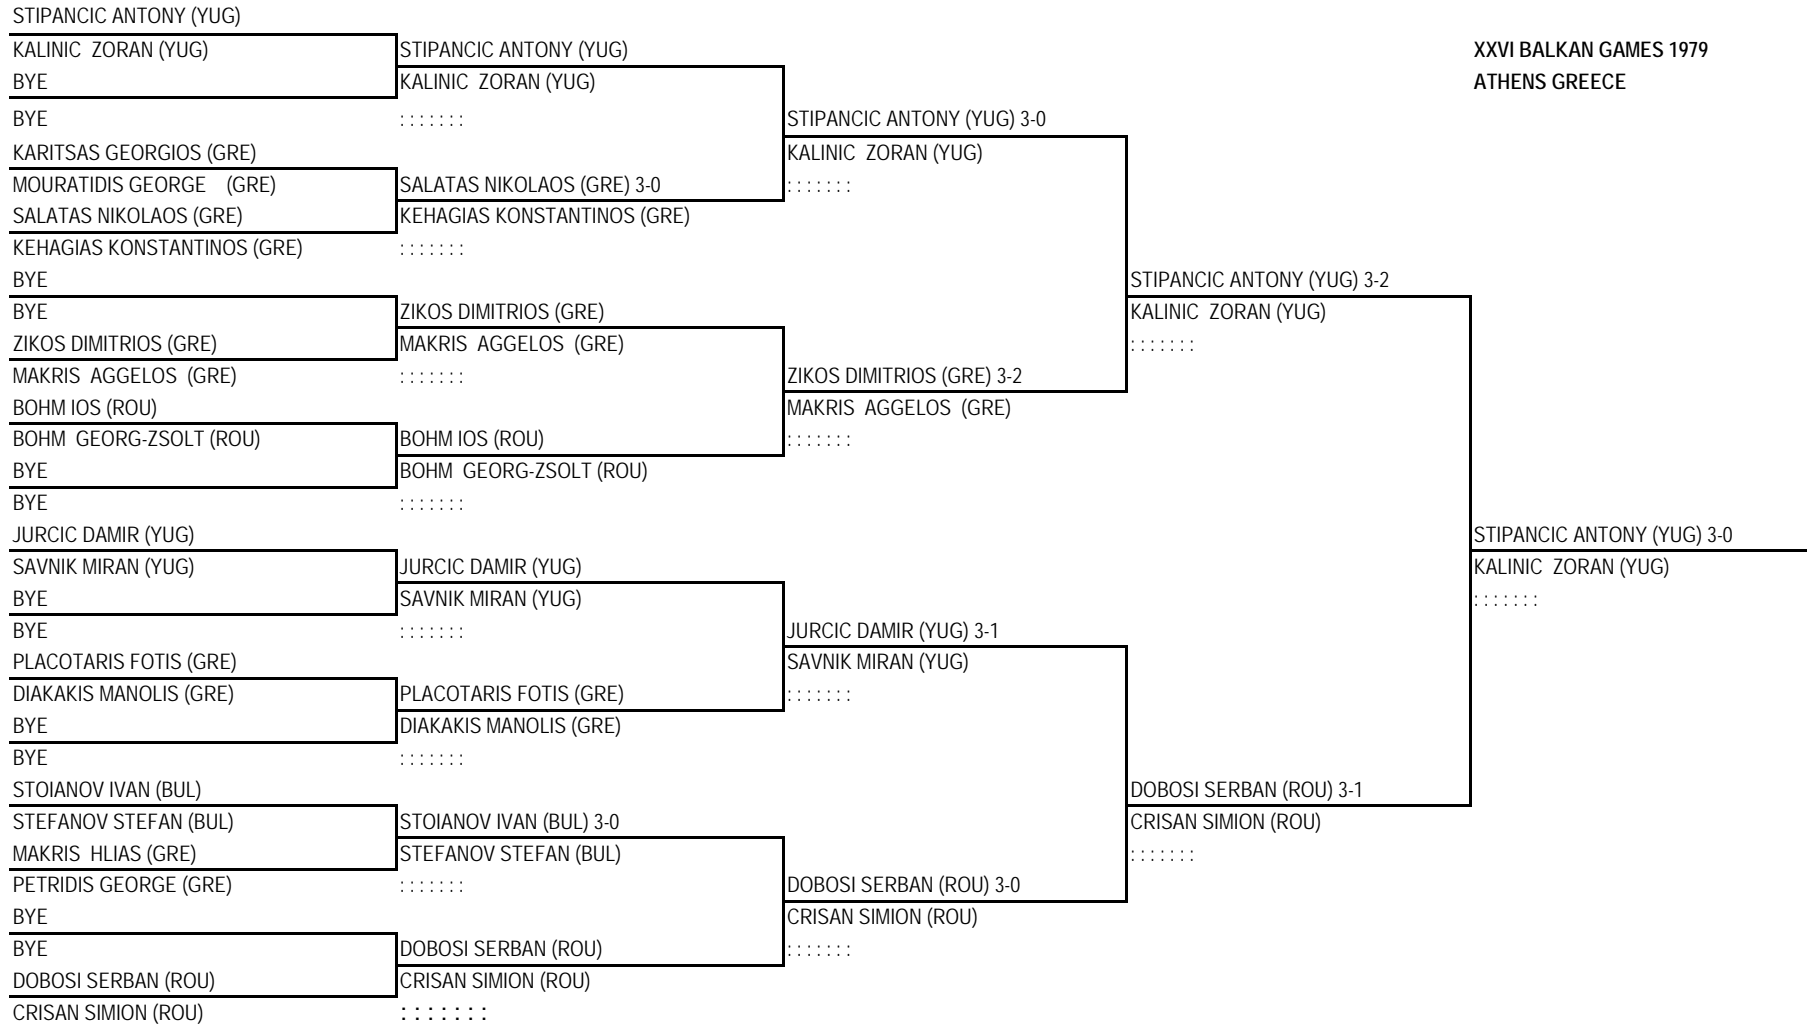 STIPANCIC ANTONY (YUG)
KALINIC ZORAN (YUG) STIPANCIC ANTONY (YUG) XXVI BALKAN GAMES 1979
BYE KALINIC ZORAN (YUG) ATHENS GREECE
BYE : : : : : : : STIPANCIC ANTONY (YUG) 3-0
KARITSAS GEORGIOS (GRE) KALINIC ZORAN (YUG)
MOURATIDIS GEORGE (GRE) SALATAS NIKOLAOS (GRE) 3-0 : : : : : : :
SALATAS NIKOLAOS (GRE) KEHAGIAS KONSTANTINOS (GRE)
KEHAGIAS KONSTANTINOS (GRE) : : : : : : :
BYE STIPANCIC ANTONY (YUG) 3-2
BYE ZIKOS DIMITRIOS (GRE) KALINIC ZORAN (YUG)
ZIKOS DIMITRIOS (GRE) MAKRIS AGGELOS (GRE) : : : : : : :
MAKRIS AGGELOS (GRE) : : : : : : : ZIKOS DIMITRIOS (GRE) 3-2
BOHM IOS (ROU) MAKRIS AGGELOS (GRE)
BOHM GEORG-ZSOLT (ROU) BOHM IOS (ROU) : : : : : : :
BYE BOHM GEORG-ZSOLT (ROU)
BYE : : : : : : :
JURCIC DAMIR (YUG) STIPANCIC ANTONY (YUG) 3-0
SAVNIK MIRAN (YUG) JURCIC DAMIR (YUG) KALINIC ZORAN (YUG)
BYE SAVNIK MIRAN (YUG) : : : : : : :
BYE : : : : : : : JURCIC DAMIR (YUG) 3-1
PLACOTARIS FOTIS (GRE) SAVNIK MIRAN (YUG)
DIAKAKIS MANOLIS (GRE) PLACOTARIS FOTIS (GRE) : : : : : : :
BYE DIAKAKIS MANOLIS (GRE)
BYE : : : : : : :
STOIANOV IVAN (BUL) DOBOSI SERBAN (ROU) 3-1
STEFANOV STEFAN (BUL) STOIANOV IVAN (BUL) 3-0 CRISAN SIMION (ROU)
MAKRIS HLIAS (GRE) STEFANOV STEFAN (BUL) : : : : : : :
PETRIDIS GEORGE (GRE) : : : : : : : DOBOSI SERBAN (ROU) 3-0
BYE CRISAN SIMION (ROU)
BYE DOBOSI SERBAN (ROU) : : : : : : :
DOBOSI SERBAN (ROU) CRISAN SIMION (ROU)
CRISAN SIMION (ROU) : : : : : : :